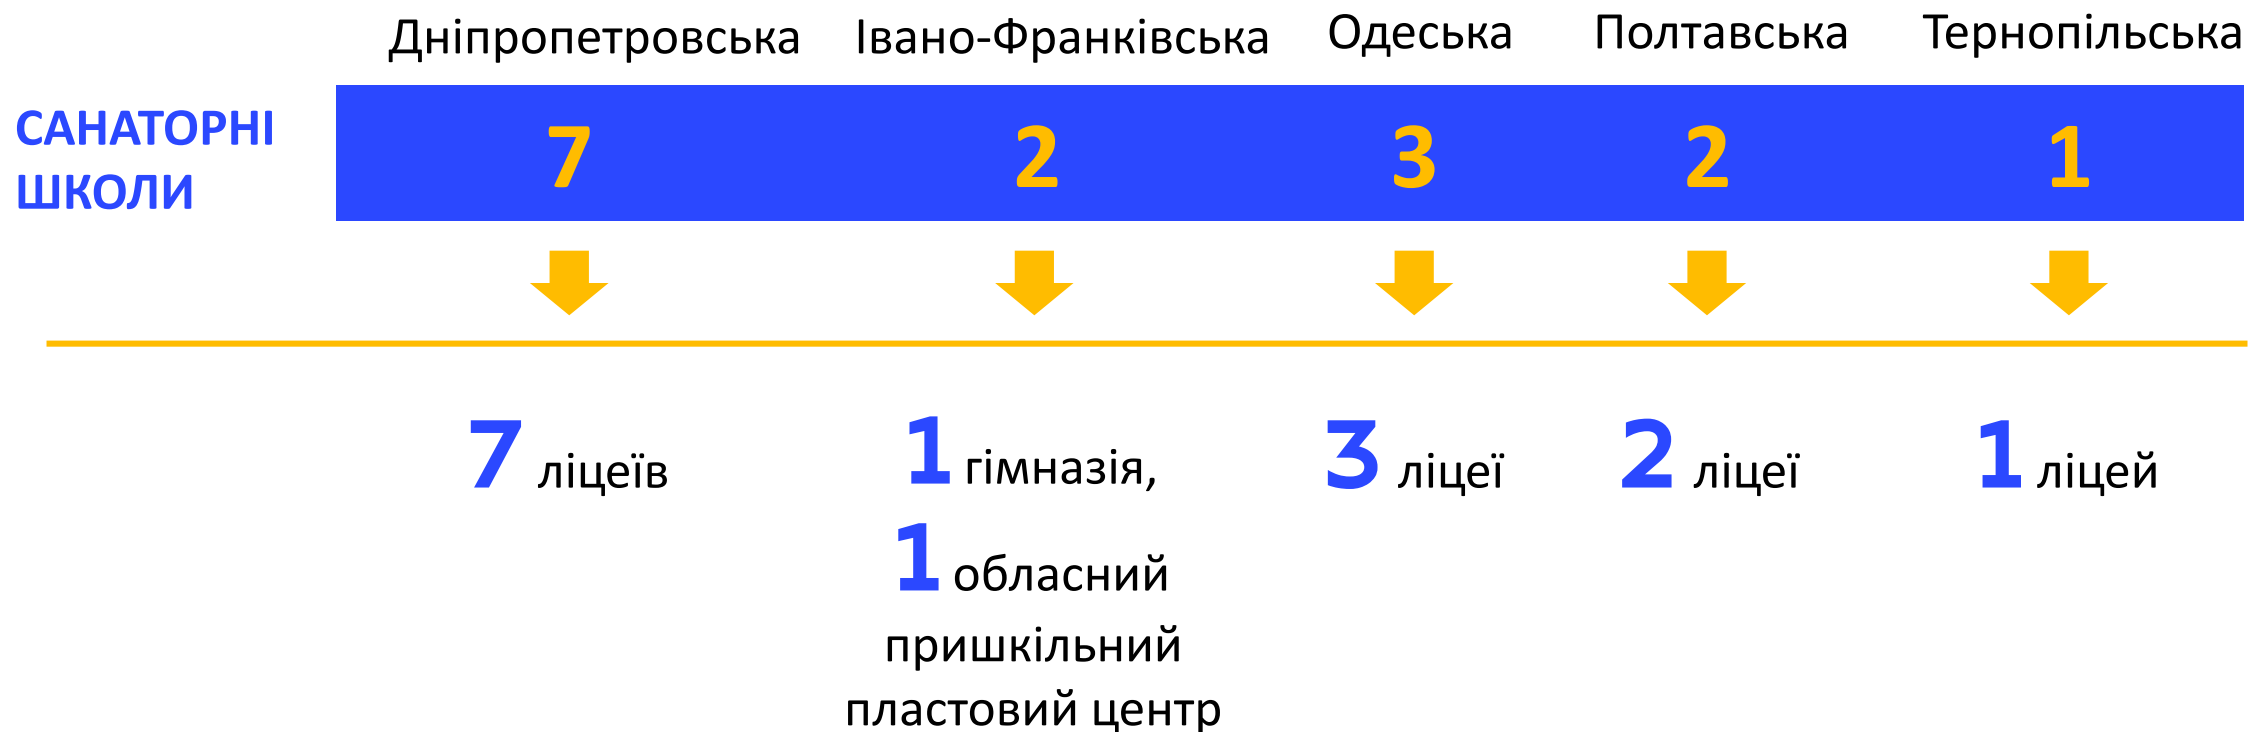 Дніпропетровська Івано-Франківська Одеська Полтавська Тернопільська
САНАТОРНІ
ШКОЛИ
7 2 3 2 1
7 ліцеїв 1 гімназія, 3 ліцеї 2 ліцеї 1 ліцей
1 обласний
пришкільний
пластовий центр